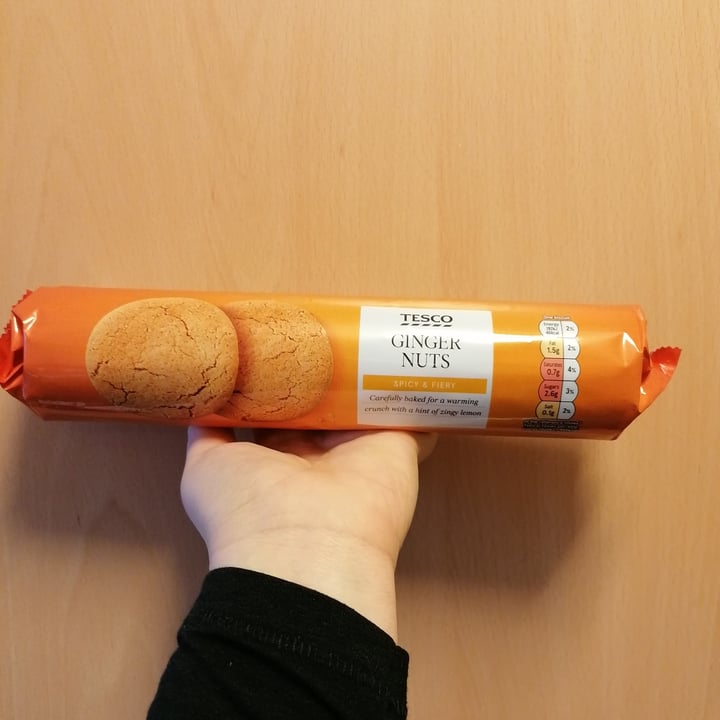 TESCO
GINGER
NUTS
SPICY & FIERY
Carefully baked for a warming
crunch with a hint of zingy lemon
Energy
2%
Fat
1.5g 2%
Saturates
0.7g 4%
Sugars
2.6g 3%
Salt
0.1g 2%